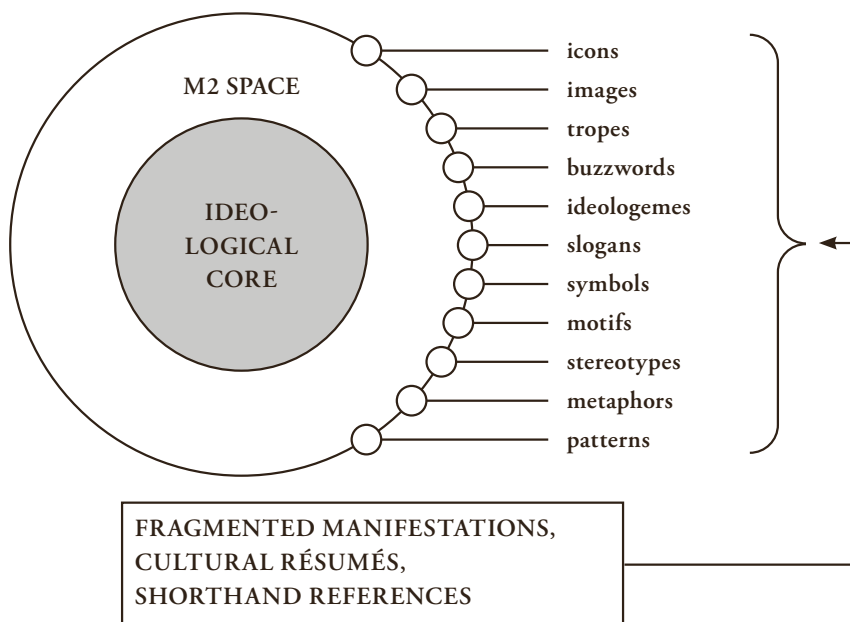 M2 SPACE
IDEO-
LOGICAL
CORE
icons
images
tropes
buzzwords
ideologemes
slogans
symbols
motifs
stereotypes
metaphors
patterns
FRAGMENTED MANIFESTATIONS,
CULTURAL RÉSUMÉS,
SHORTHAND REFERENCES